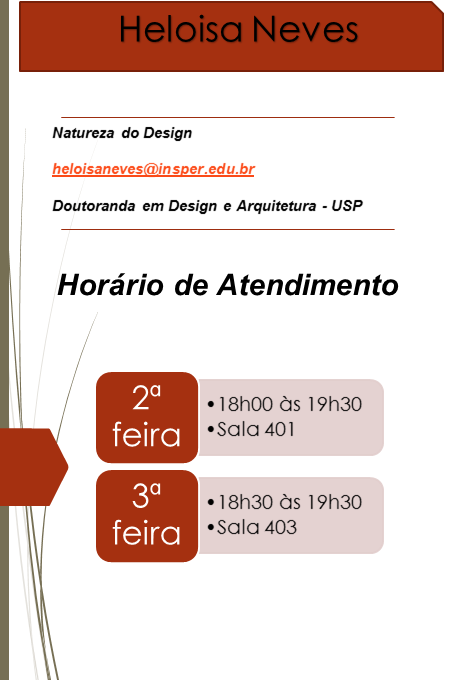 Heloisa Neves
Natureza do Design
heloisaneves@insper.edu.br
Doutoranda em Design e Arquitetura - USP
Horário de Atendimento
2ª
feira
•18h00 às 19h30
•Sala 401
3ª
feira
•18h30 às 19h30
•Sala 403